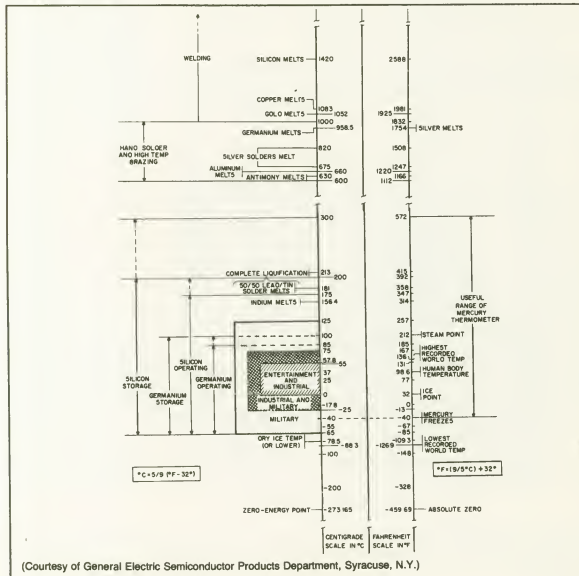 WELDING
SILICON MELTS 1420 2588
COPPER MELTS
1083 1981
GOLD MELTS 1052 1925
1000 1832
GERMANIUM MELTS 958.5 1754 SILVER MELTS
HAND SOLDER
AND HIGH TEMP
BRAZING
820 1508
SILVER SOLDERS MELT
675 1247
ALUMINUM
MELTS 660 1220
ANTIMONY MELTS 630 1166
600 1112
300 572
COMPLETE LIQUIFICATION 213 415
200 392
50/50 LEAD/TIN
SOLDER MELTS
181 358
175 347
INDIUM MELTS 156.4 314
USEFUL
RANGE OF
MERCURY
THERMOMETER
125 257
100 212 STEAM POINT
85 185
75 167
HIGHEST
RECORDED
WORLD TEMP
57.8 136
55 131
ENTERTAINMENT
AND
INDUSTRIAL
37 98.6
HUMAN BODY
TEMPERATURE
25 77
0 32
ICE
POINT
INDUSTRIAL AND
MILITARY
-17.8 0
-25 -13
MILITARY
-40 -40
MERCURY
FREEZES
55 -67
65 -85
DRY ICE TEMP
(OR LOWER)
78.5 -109.3
-88.3 -126.9
LOWEST
RECORDED
WORLD TEMP
100 -148
SILICON
STORAGE
GERMANIUM
STORAGE
SILICON
OPERATING
GERMANIUM
OPERATING
°C=5/9 (°F-32°)
°F=(9/5°C)+32°
-200 -328
ZERO-ENERGY POINT -273.165 -459.69 ABSOLUTE ZERO
CENTIGRADE
SCALE IN °C
FAHRENHEIT
SCALE IN °F
(Courtesy of General Electric Semiconductor Products Department, Syracuse, N.Y.)